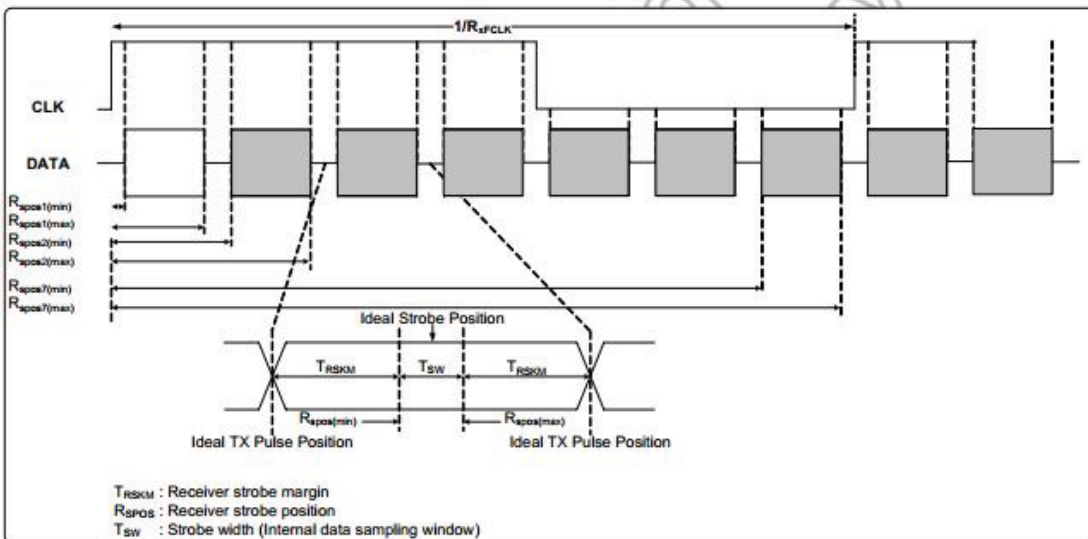 1/RxFCLK
CLK
DATA
Rspos1(min)
Rspos1(max)
Rspos2(min)
Rspos2(max)
Rspos7(min)
Rspos7(max)
Ideal Strobe Position
TRSKM TSW TRSKM
Rspos(min) Rspos(max)
Ideal TX Pulse Position Ideal TX Pulse Position
TRSKM : Receiver strobe margin
RSPOS : Receiver strobe position
TSW : Strobe width (Internal data sampling window)